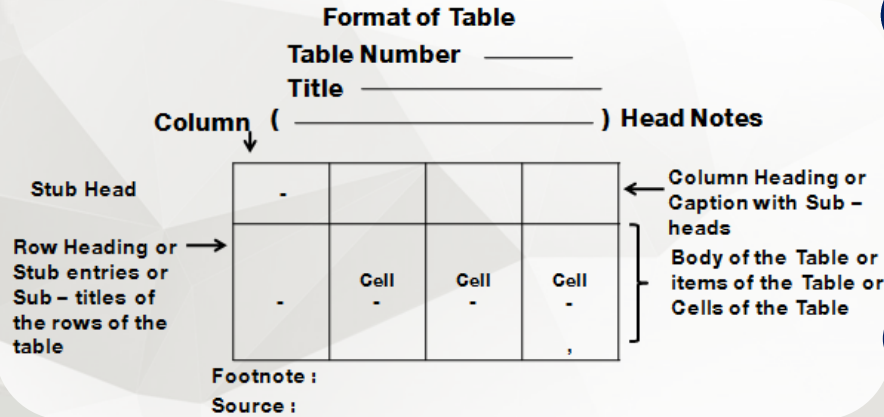 Format of Table
Table Number
Title
Column ( ) Head Notes
Stub Head
-
Column Heading or
Caption with Sub –
heads
Row Heading or
Stub entries or
Sub – titles of
the rows of the
table
-
Cell
-
Cell
-
Cell
-
,
Body of the Table or
items of the Table or
Cells of the Table
Footnote :
Source :